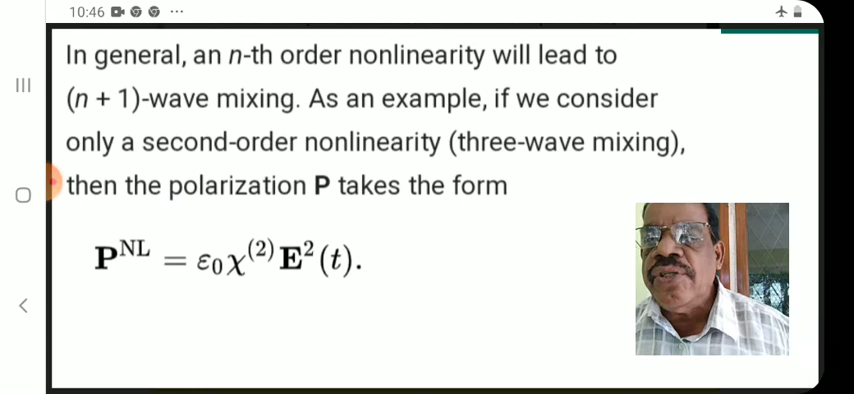 10:46
In general, an n-th order nonlinearity will lead to
(n + 1)-wave mixing. As an example, if we consider
only a second-order nonlinearity (three-wave mixing),
then the polarization P takes the form
P^NL = ε₀χ^(2) E² (t).